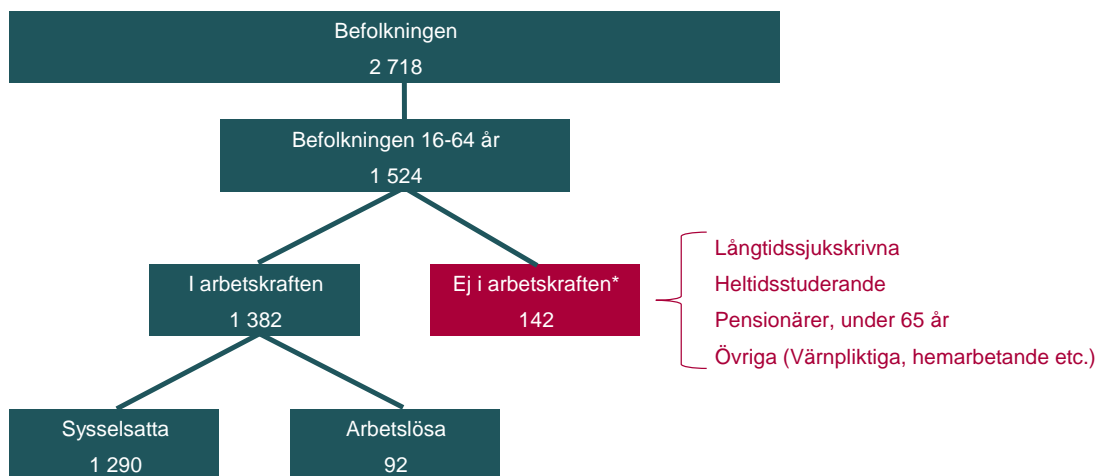 Befolkningen
2 718
Befolkningen 16-64 år
1 524
I arbetskraften
1 382
Ej i arbetskraften*
142
Långtidssjukskrivna
Heltidsstuderande
Pensionärer, under 65 år
Övriga (Värnpliktiga, hemarbetande etc.)
Sysselsatta
1 290
Arbetslösa
92